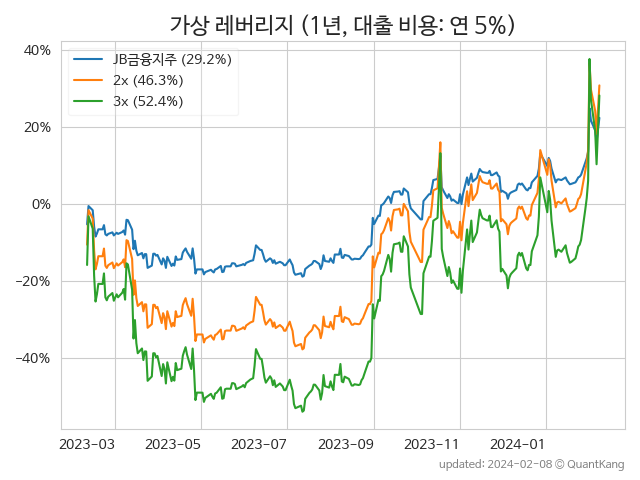 가상 레버리지 (1년, 대출 비용: 연 5%)
JB금융지주 (29.2%)
2x (46.3%)
3x (52.4%)
40%
20%
0%
−20%
−40%
2023-03 2023-05 2023-07 2023-09 2023-11 2024-01
updated: 2024-02-08 © QuantKang